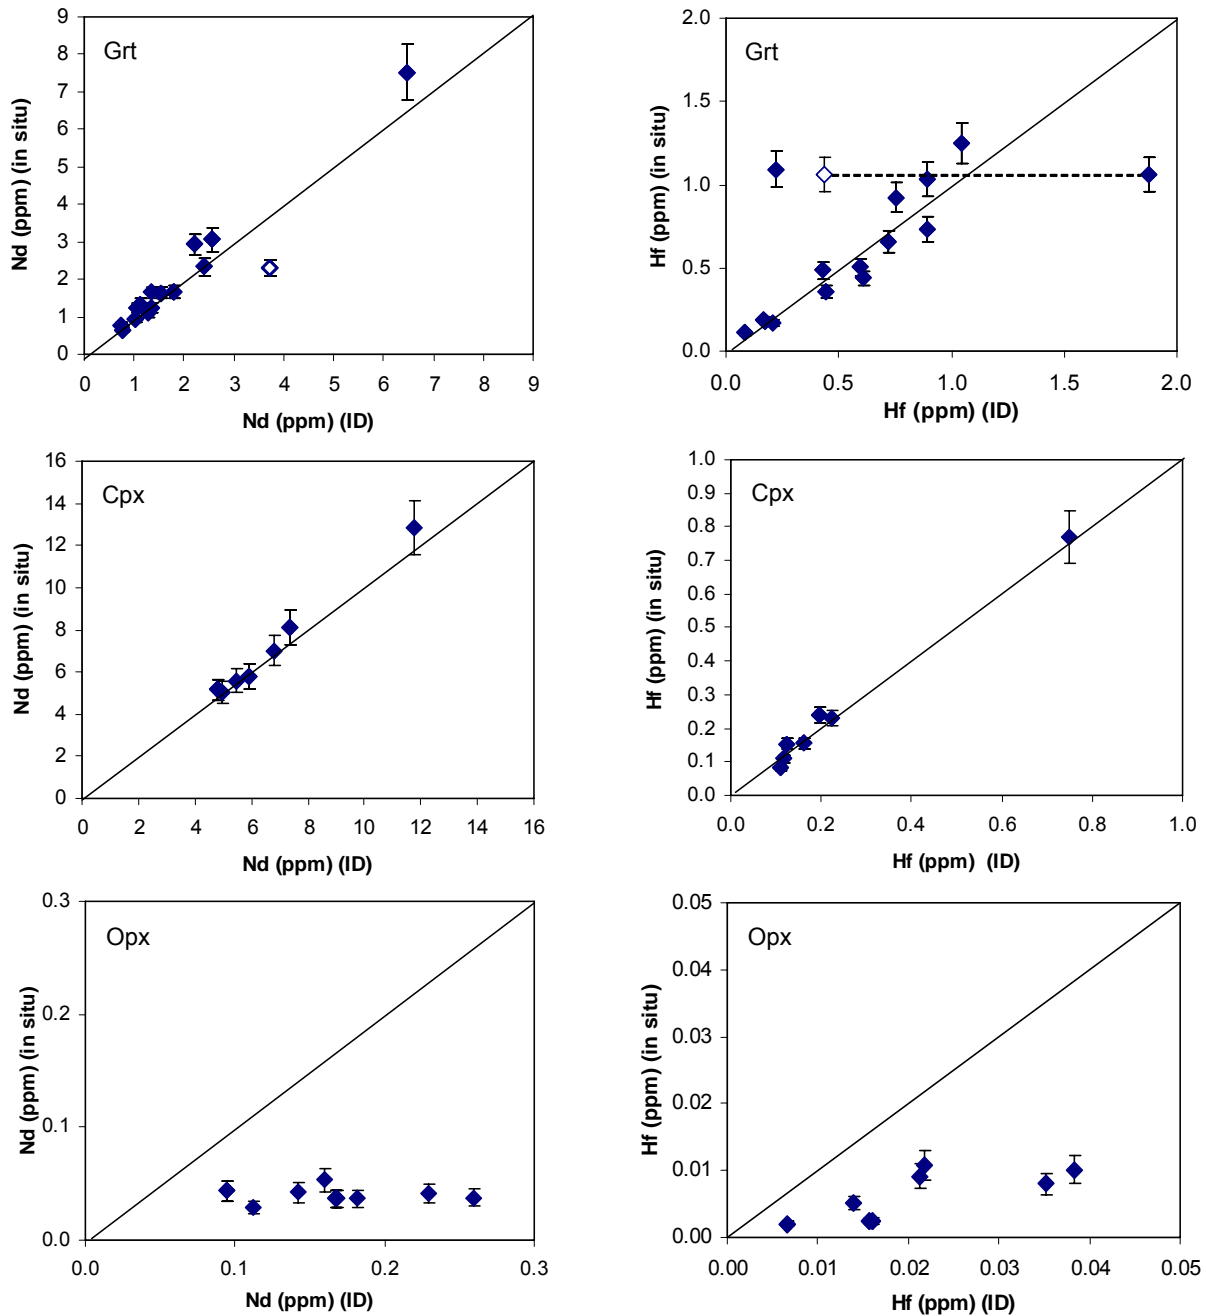 Grt
Nd (ppm) (in situ)
9
8
7
6
5
4
3
2
1
0
0 1 2 3 4 5 6 7 8 9
Nd (ppm) (ID)
Grt
Hf (ppm) (in situ)
2.0
1.5
1.0
0.5
0.0
0.0 0.5 1.0 1.5 2.0
Hf (ppm) (ID)
Cpx
Nd (ppm) (in situ)
16
14
12
10
8
6
4
2
0
0 2 4 6 8 10 12 14 16
Nd (ppm) (ID)
Cpx
Hf (ppm) (in situ)
1.0
0.9
0.8
0.7
0.6
0.5
0.4
0.3
0.2
0.1
0.0
0.0 0.2 0.4 0.6 0.8 1.0
Hf (ppm) (ID)
Opx
Nd (ppm) (in situ)
0.3
0.2
0.1
0.0
0.0 0.1 0.2 0.3
Nd (ppm) (ID)
Opx
Hf (ppm) (in situ)
0.05
0.04
0.03
0.02
0.01
0.00
0.00 0.01 0.02 0.03 0.04 0.05
Hf (ppm) (ID)